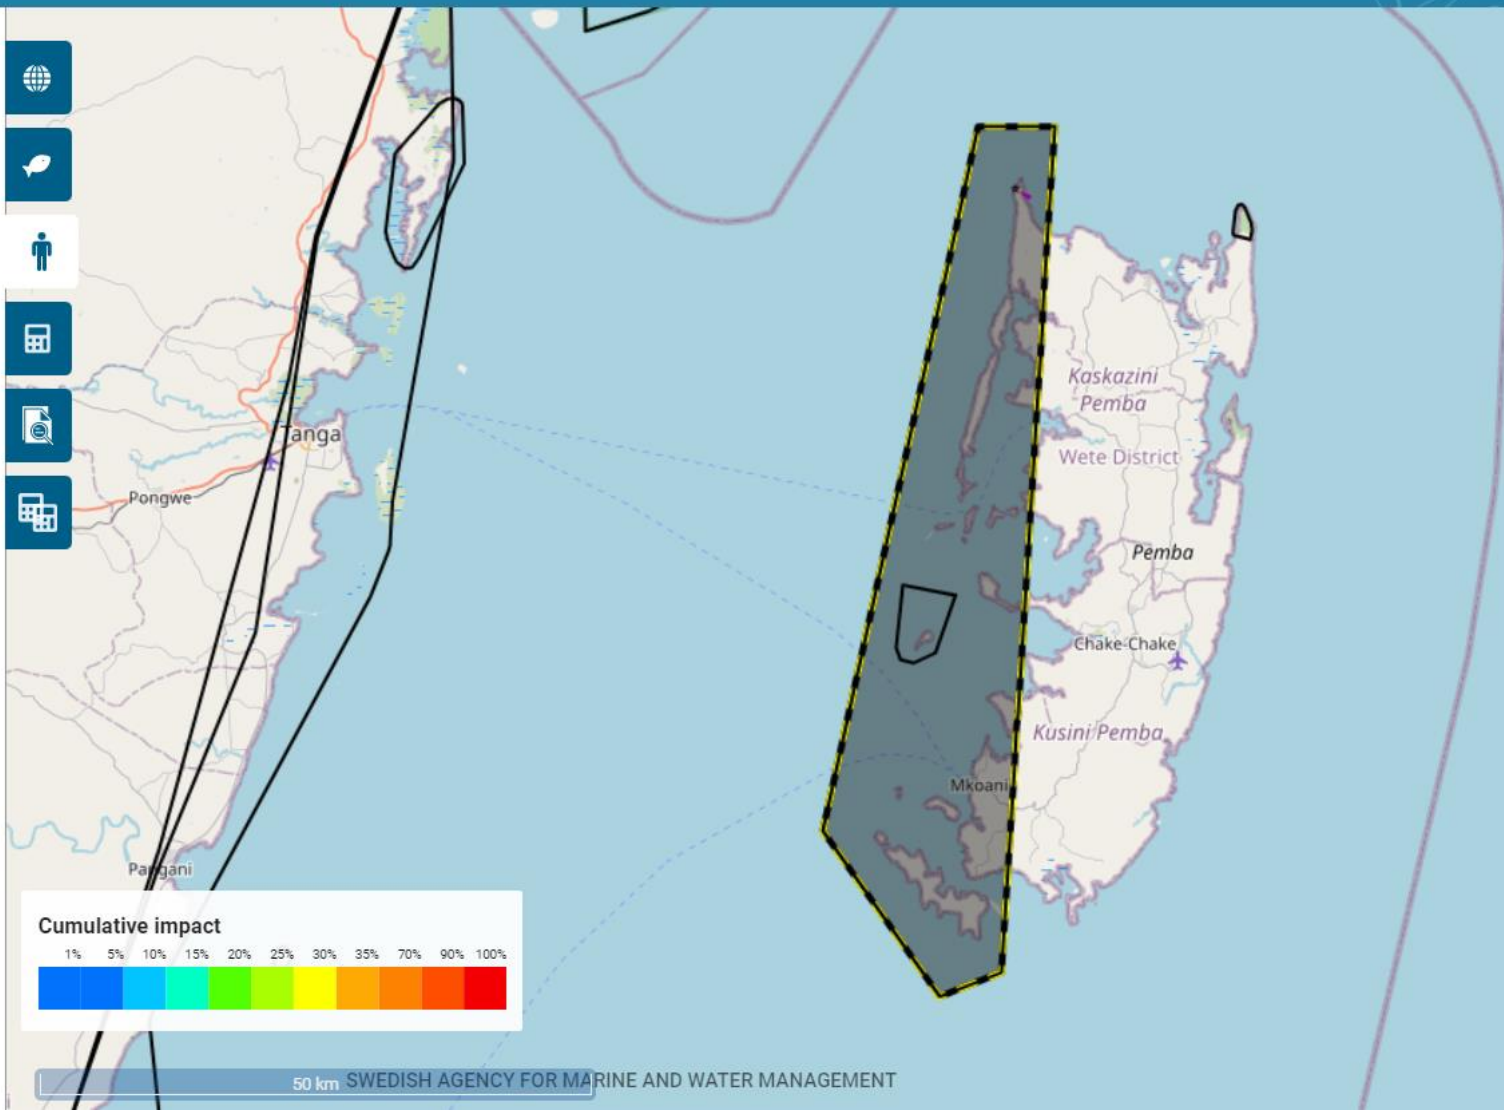 Tanga
Pongwe
Kaskazini
Pemba
Wete District
Pemba
Chake-Chake
Kusini Pemba
Mkoani
Pangani
Cumulative impact
1% 5% 10% 15% 20% 25% 30% 35% 70% 90% 100%
50 km SWEDISH AGENCY FOR MARINE AND WATER MANAGEMENT